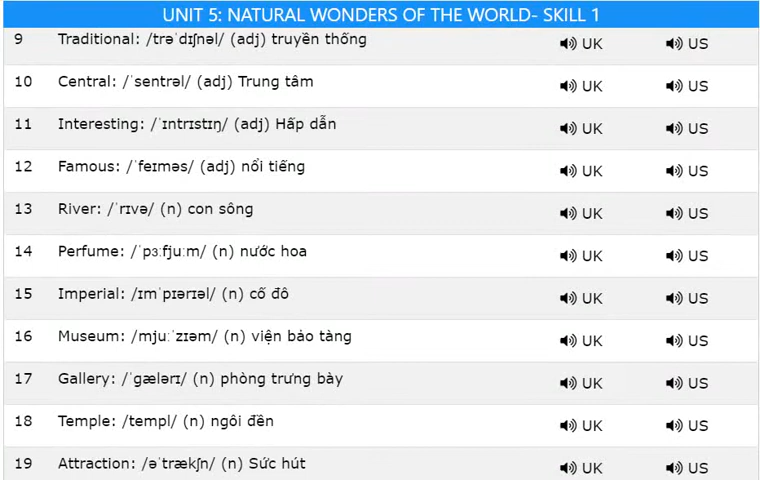 UNIT 5: NATURAL WONDERS OF THE WORLD- SKILL 1
9 Traditional: /trəˈdɪʃnəl/ (adj) truyền thống UK US
10 Central: /ˈsentrəl/ (adj) Trung tâm UK US
11 Interesting: /ˈɪntrɪstɪŋ/ (adj) Hấp dẫn UK US
12 Famous: /ˈfeɪməs/ (adj) nổi tiếng UK US
13 River: /ˈrɪvə/ (n) con sông UK US
14 Perfume: /ˈpɜːfjuːm/ (n) nước hoa UK US
15 Imperial: /ɪmˈpɪərɪəl/ (n) cố đô UK US
16 Museum: /mjuːˈzɪəm/ (n) viện bảo tàng UK US
17 Gallery: /ˈgælərɪ/ (n) phòng trưng bày UK US
18 Temple: /templ/ (n) ngôi đền UK US
19 Attraction: /əˈtrækʃn/ (n) Sức hút UK US